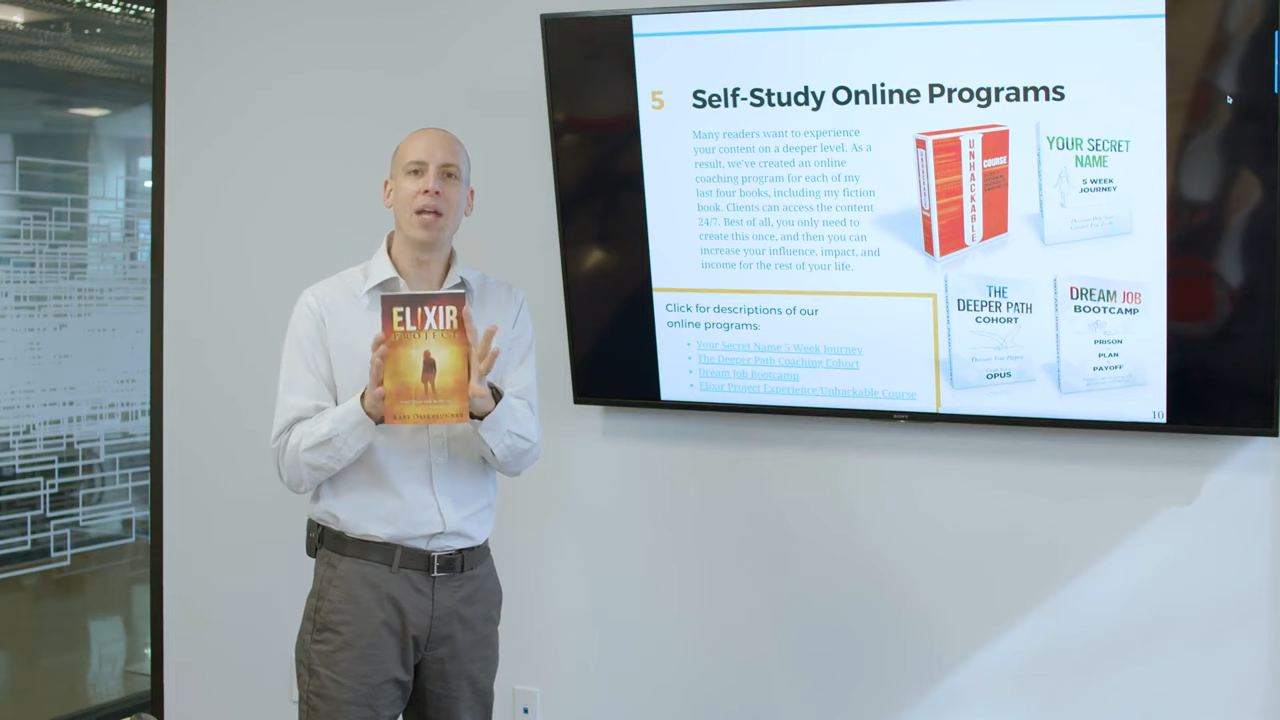 5 Self-Study Online Programs
Many readers want to experience
your content on a deeper level. As a
result, we've created an online
coaching program for each of my
last four books, including my fiction
book. Clients can access the content
24/7. Best of all, you only need to
create this once, and then you can
increase your influence, impact, and
income for the rest of your life.
UNHACKABLE
COURSE
YOUR SECRET
NAME
5 WEEK
JOURNEY
THE
DEEPER PATH
COHORT
OPUS
DREAM JOB
BOOTCAMP
PRISON
PLAN
PAYOFF
Click for descriptions of our
online programs:
• Your Secret Name 5 Week Journey
• The Deeper Path Coaching Cohort
• Dream Job Bootcamp
• Elixir Project Experience/Unhackable Course
10
SONY
ELIXIR
PROJECT
KARY OBERBRUNNER